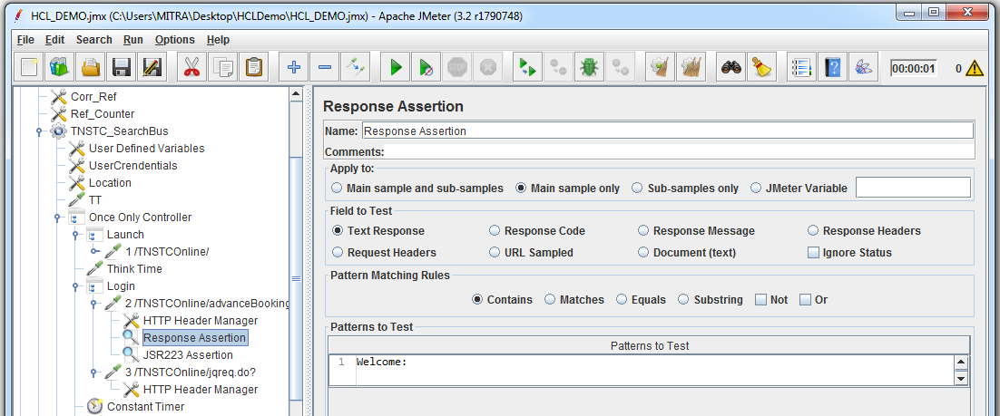 HCL_DEMO.jmx (C:\Users\MITRA\Desktop\HCLDemo\HCL_DEMO.jmx) - Apache JMeter (3.2 r1790748)
File Edit Search Run Options Help
STOP
00:00:01 0
Corr_Ref
Ref_Counter
TNSTC_SearchBus
User Defined Variables
UserCrendentials
Location
TT
Once Only Controller
Launch
1 /TNSTCOnline/
Think Time
Login
2 /TNSTCOnline/advanceBooking
HTTP Header Manager
Response Assertion
JSR223 Assertion
3 /TNSTCOnline/jqreq.do?
HTTP Header Manager
Constant Timer
Response Assertion
Name: Response Assertion
Comments:
Apply to:
Main sample and sub-samples Main sample only Sub-samples only JMeter Variable
Field to Test
Text Response Response Code Response Message Response Headers
Request Headers URL Sampled Document (text) Ignore Status
Pattern Matching Rules
Contains Matches Equals Substring Not Or
Patterns to Test
Patterns to Test
1 Welcome: